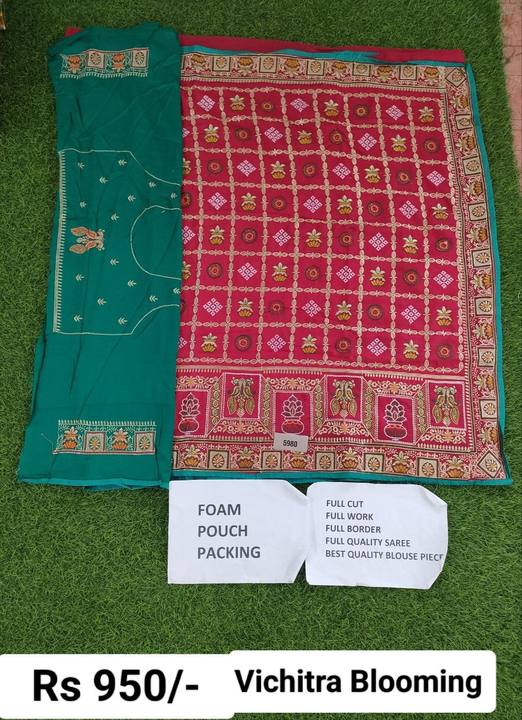 5980
FOAM
POUCH
PACKING
FULL CUT
FULL WORK
FULL BORDER
FULL QUALITY SAREE
BEST QUALITY BLOUSE PIECE
Rs 950/-
Vichitra Blooming